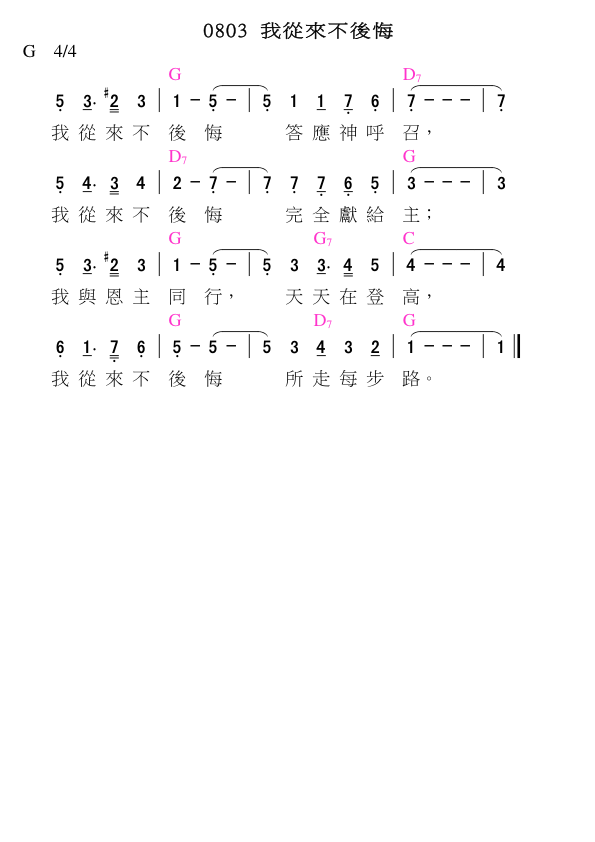 0803 我從來不後悔
G 4/4
G D7
5 3. #2 3 | 1 - 5 - | 5 1 1 7 6 | 7 - - - | 7
我從來不 後悔 答應神呼召，
D7 G
5 4. 3 4 | 2 - 7 - | 7 7 7 6 5 | 3 - - - | 3
我從來不 後悔 完全獻給主；
G G7 C
5 3. #2 3 | 1 - 5 - | 5 3 3. 4 5 | 4 - - - | 4
我與恩主同行， 天天在登高，
G D7 G
6 1. 7 6 | 5 - 5 - | 5 3 4 3 2 | 1 - - - | 1 ‖
我從來不 後悔 所走每步路。